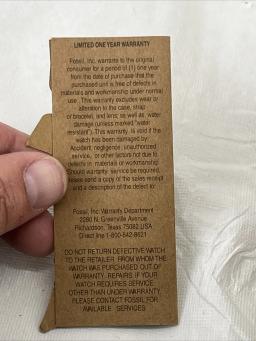 LIMITED ONE YEAR WARRANTY
Fossil, Inc. warrants to the original
consumer for a period of (1) one year
from the date of purchase that the
purchased unit is free of defects in
materials and workmanship under normal
use. This warranty excludes wear or
alteration to the case, strap
or bracelet, and lens; as well as water
damage (unless marked "water
resistant"). This warranty is void if the
watch has been damaged by:
Accident, negligence, unauthorized
service, or other factors not due to
defects in materials or workmanship.
Should warranty service be required,
please send a copy of the sales receipt
and a description of the defect to:
Fossil, Inc. Warranty Department
2280 N. Greenville Avenue
Richardson, Texas 75082 USA
Direct line 1-800-842-8621
DO NOT RETURN DEFECTIVE WATCH
TO THE RETAILER FROM WHOM THE
WATCH WAS PURCHASED OUT OF
WARRANTY REPAIRS IF YOUR
WATCH REQUIRES SERVICE
OTHER THAN UNDER WARRANTY,
PLEASE CONTACT FOSSIL FOR
AVAILABLE SERVICES